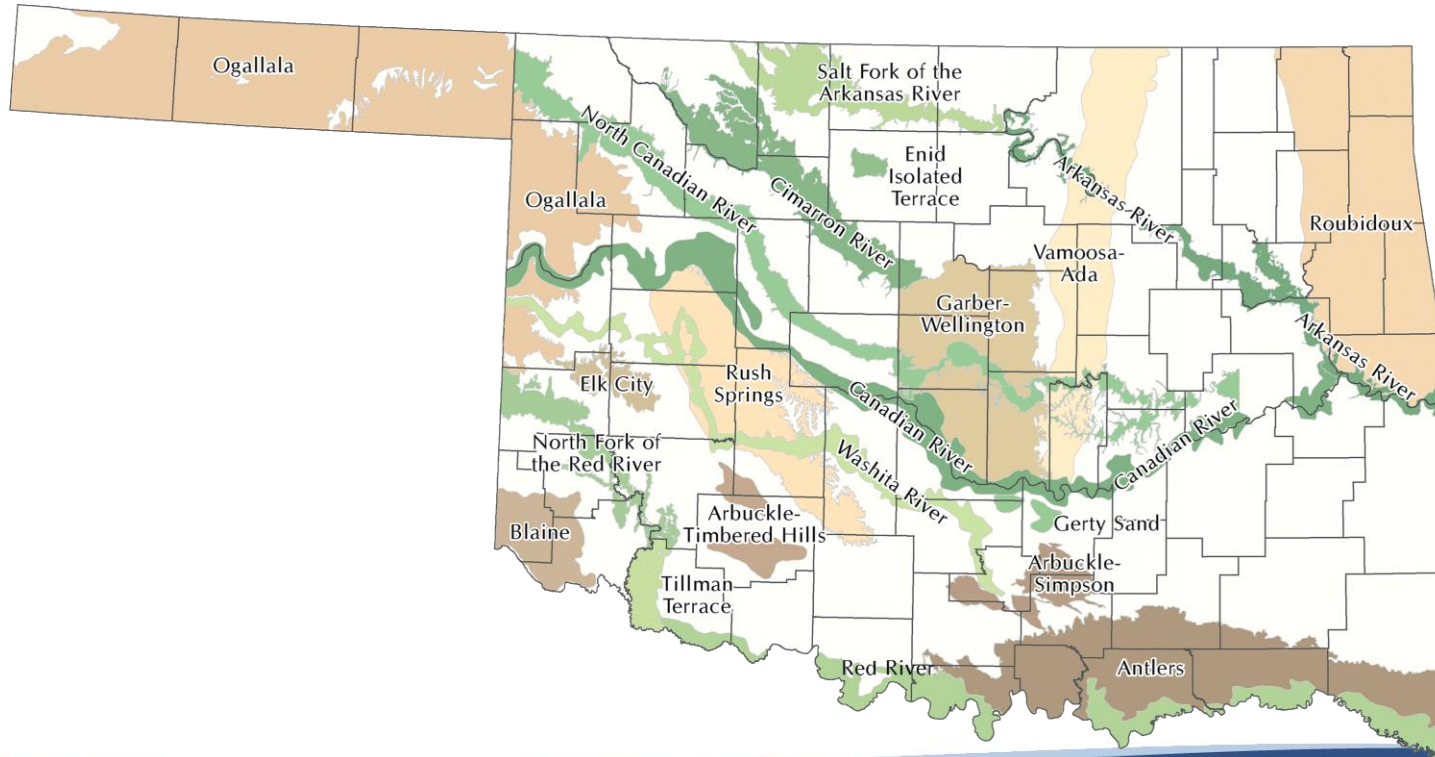 Ogallala
Salt Fork of the
Arkansas River
North Canadian River
Enid
Isolated
Terrace
Arkansas River
Ogallala
Cimarron River
Roubidoux
Vamoosa-
Ada
Garber-
Wellington
Arkansas River
Elk City
Rush
Springs
Canadian River
Canadian River
North Fork of
the Red River
Washita River
Blaine
Arbuckle-
Timbered Hills
Gerty Sand
Arbuckle-
Simpson
Tillman
Terrace
Red River
Antlers